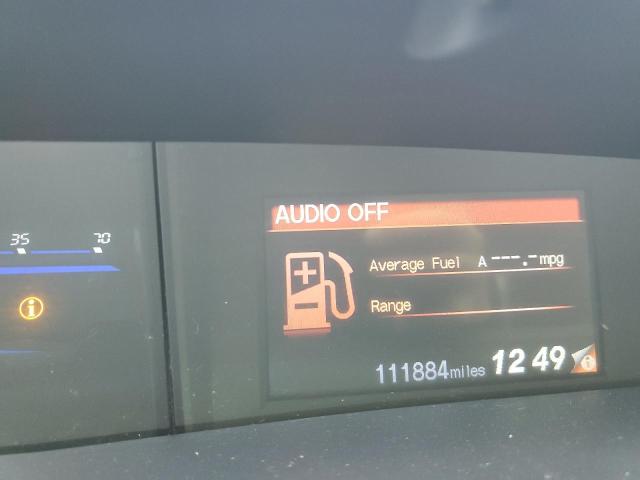 AUDIO OFF
35 70
Average Fuel A ---.- mpg
Range
111884miles 12 49